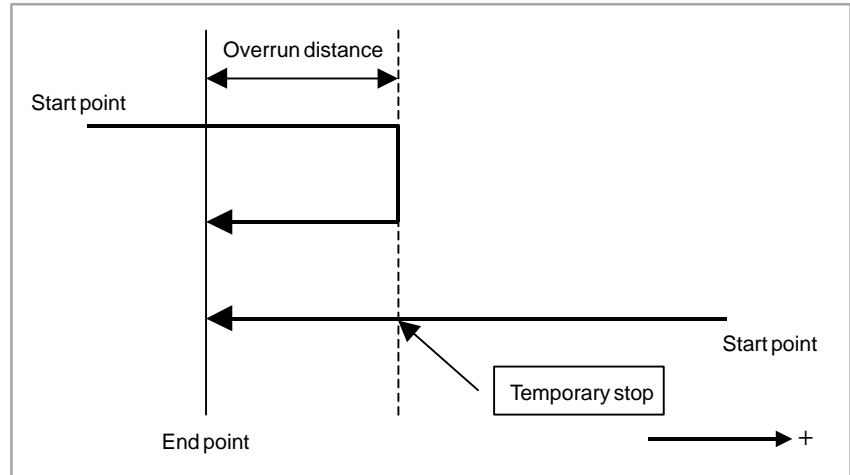 Overrun distance
Start point
Start point
Temporary stop
End point
+